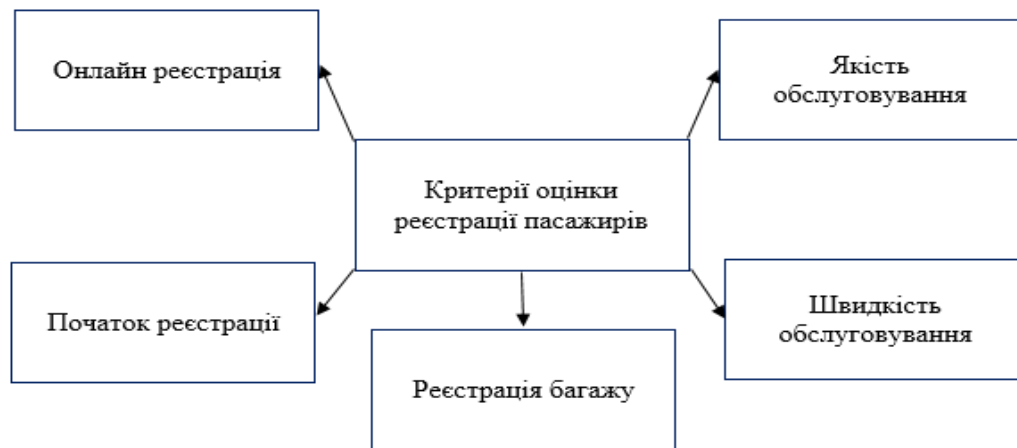 Онлайн реєстрація
Якість
обслуговування
Критерії оцінки
реєстрації пасажирів
Початок реєстрації
Швидкість
обслуговування
Реєстрація багажу